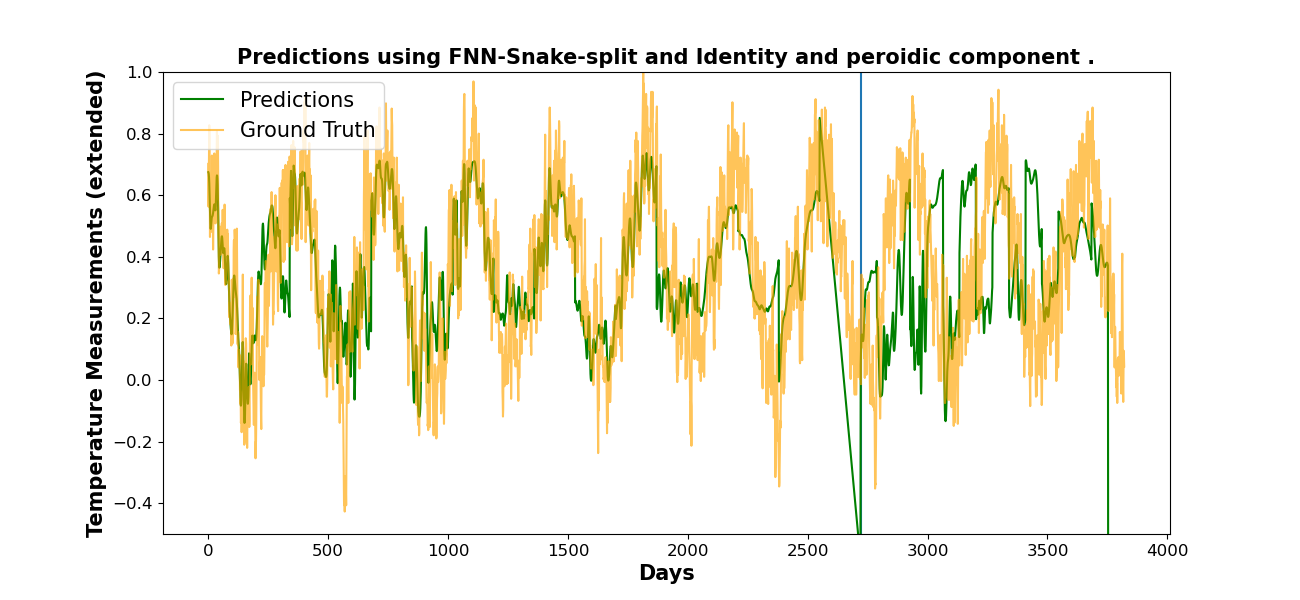 Predictions using FNN-Snake-split and Identity and peroidic component .
Temperature Measurements (extended)
1.0
0.8
0.6
0.4
0.2
0.0
−0.2
−0.4
Predictions
Ground Truth
0 500 1000 1500 2000 2500 3000 3500 4000
Days